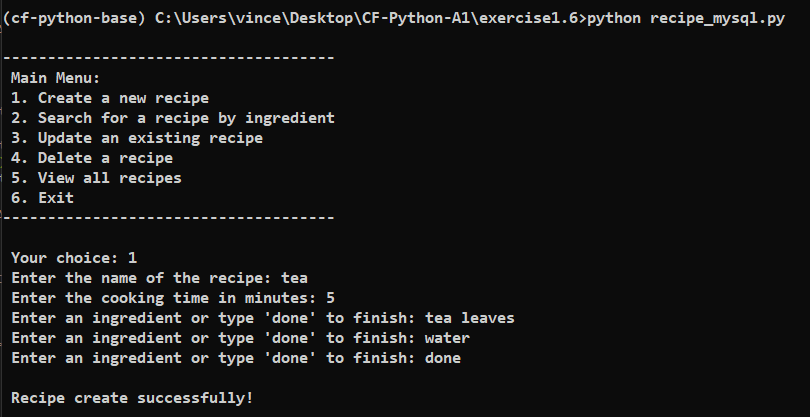 (cf-python-base) C:\Users\vince\Desktop\CF-Python-A1\exercise1.6>python recipe_mysql.py
-------------------------------------
Main Menu:
1. Create a new recipe
2. Search for a recipe by ingredient
3. Update an existing recipe
4. Delete a recipe
5. View all recipes
6. Exit
-------------------------------------
Your choice: 1
Enter the name of the recipe: tea
Enter the cooking time in minutes: 5
Enter an ingredient or type 'done' to finish: tea leaves
Enter an ingredient or type 'done' to finish: water
Enter an ingredient or type 'done' to finish: done
Recipe create successfully!